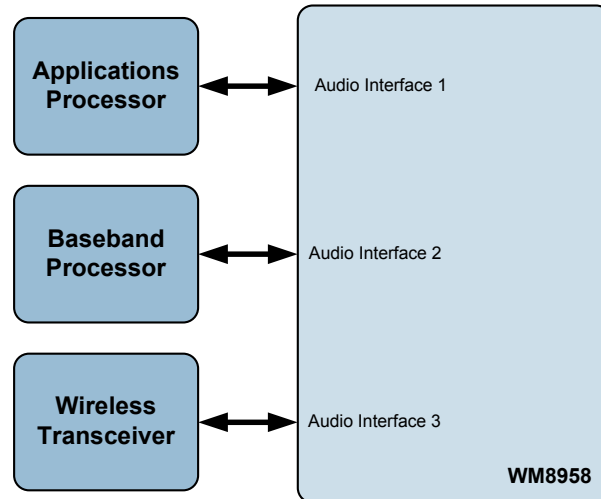 Applications
Processor
Audio Interface 1
Baseband
Processor
Audio Interface 2
Wireless
Transceiver
Audio Interface 3
WM8958